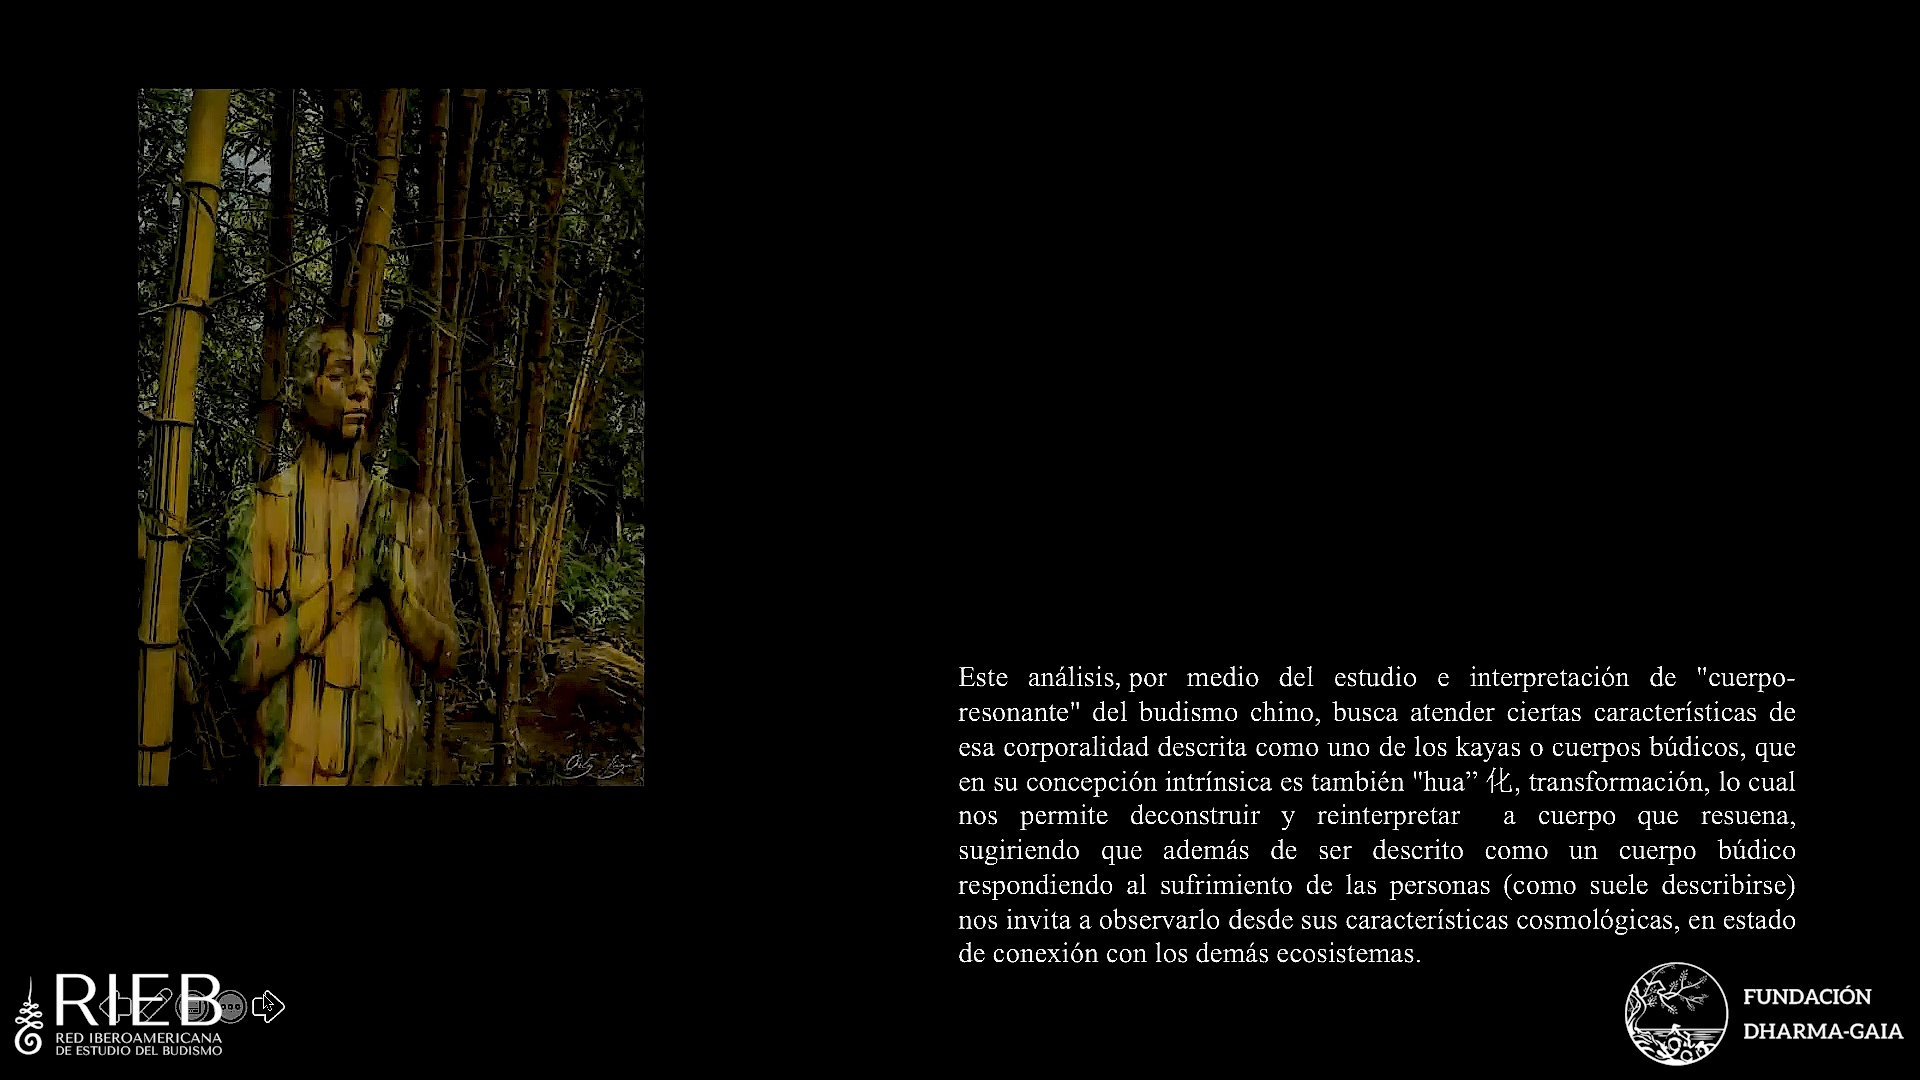 Este análisis, por medio del estudio e interpretación de "cuerpo-
resonante" del budismo chino, busca atender ciertas características de
esa corporalidad descrita como uno de los kayas o cuerpos búdicos, que
en su concepción intrínsica es también "hua” 化, transformación, lo cual
nos permite deconstruir y reinterpretar a cuerpo que resuena,
sugiriendo que además de ser descrito como un cuerpo búdico
respondiendo al sufrimiento de las personas (como suele describirse)
nos invita a observarlo desde sus características cosmológicas, en estado
de conexión con los demás ecosistemas.
RIEB
RED IBEROAMERICANA
DE ESTUDIO DEL BUDISMO
FUNDACIÓN
DHARMA-GAIA